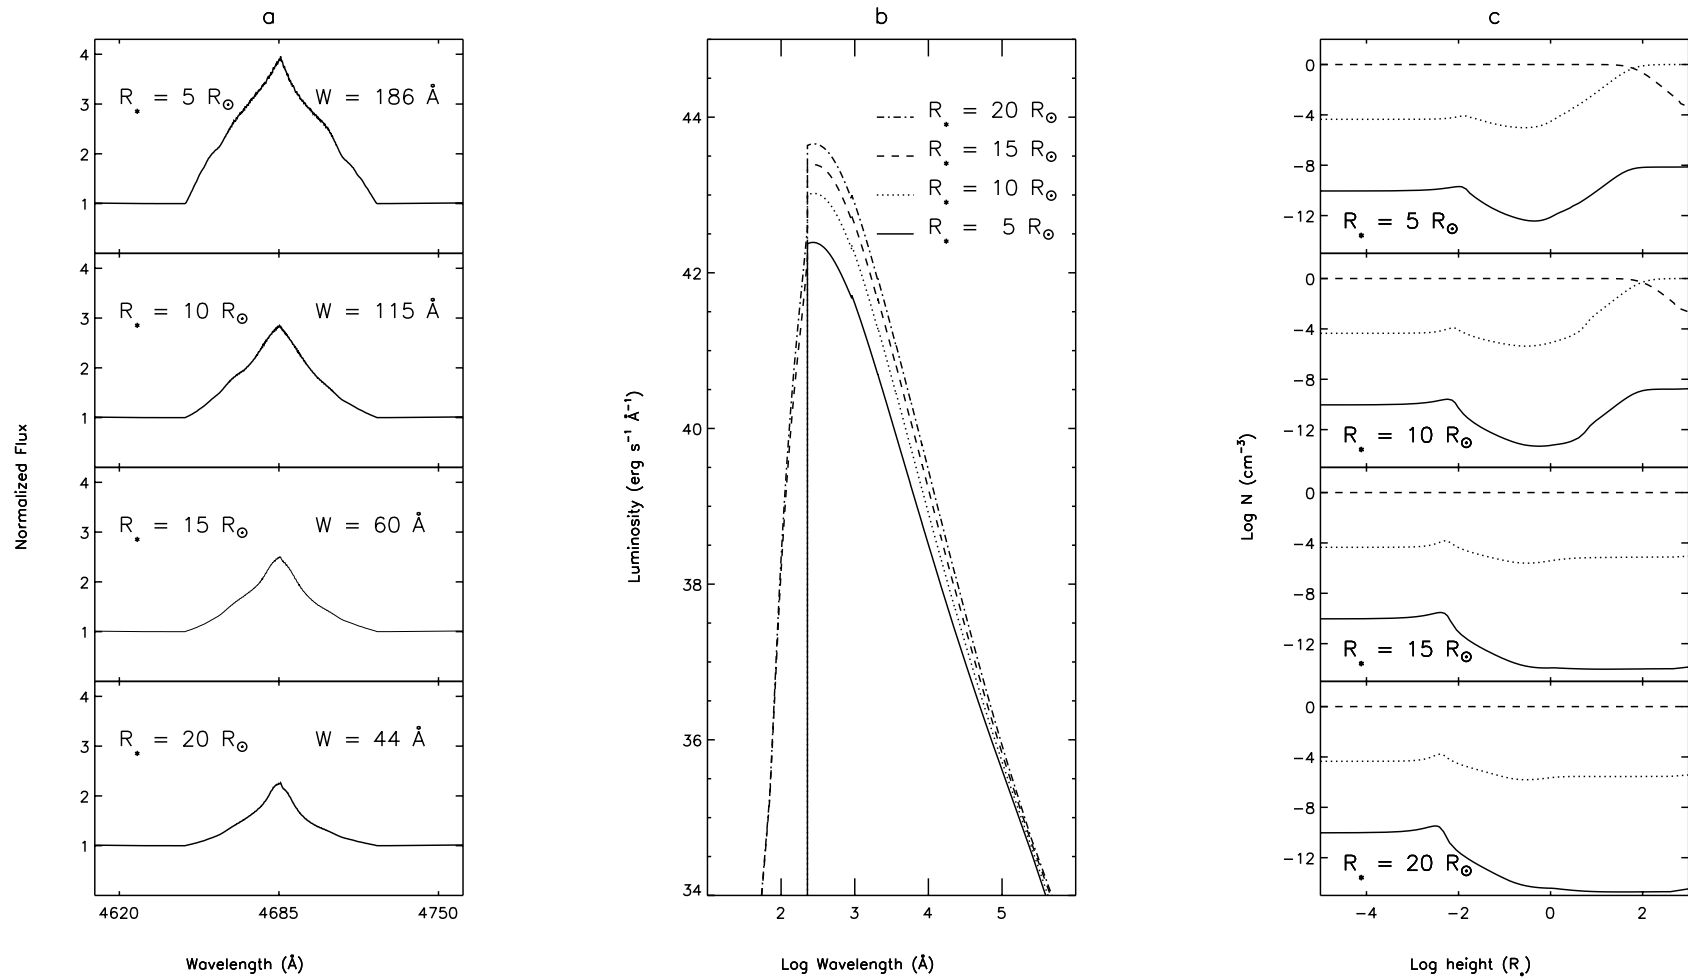 a
R* = 5 R⊙ W = 186 Å
R* = 10 R⊙ W = 115 Å
R* = 15 R⊙ W = 60 Å
R* = 20 R⊙ W = 44 Å
4
3
2
1
4
3
2
1
4
3
2
1
4
3
2
1
4620 4685 4750
Normalized Flux
Wavelength (Å)
b
R* = 20 R⊙
R* = 15 R⊙
R* = 10 R⊙
R* = 5 R⊙
44
42
40
38
36
34
2 3 4 5
Luminosity (erg s⁻¹ Å⁻¹)
Log Wavelength (Å)
c
0
−4
−8
−12
R* = 5 R⊙
0
−4
−8
−12
R* = 10 R⊙
0
−4
−8
−12
R* = 15 R⊙
0
−4
−8
−12
R* = 20 R⊙
−4 −2 0 2
Log N (cm⁻³)
Log height (R*)